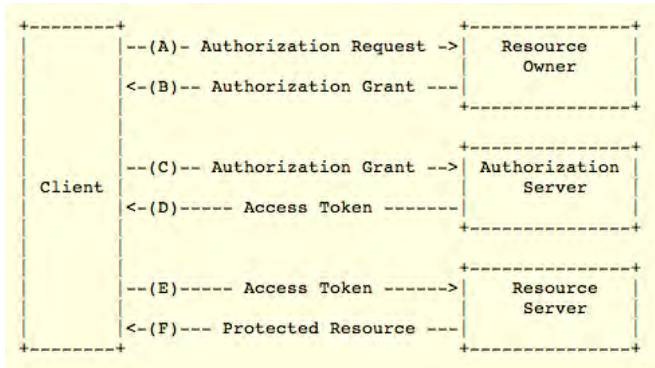 +--------+                               +---------------+
|        |--(A)- Authorization Request ->|   Resource    |
|        |                               |     Owner     |
|        |<-(B)-- Authorization Grant ---|               |
|        |                               +---------------+
|        |
|        |                               +---------------+
|        |--(C)-- Authorization Grant -->| Authorization |
| Client |                               |     Server    |
|        |<-(D)----- Access Token -------|               |
|        |                               +---------------+
|        |
|        |                               +---------------+
|        |--(E)----- Access Token ------>|    Resource   |
|        |                               |     Server    |
|        |<-(F)--- Protected Resource ---|               |
+--------+                               +---------------+